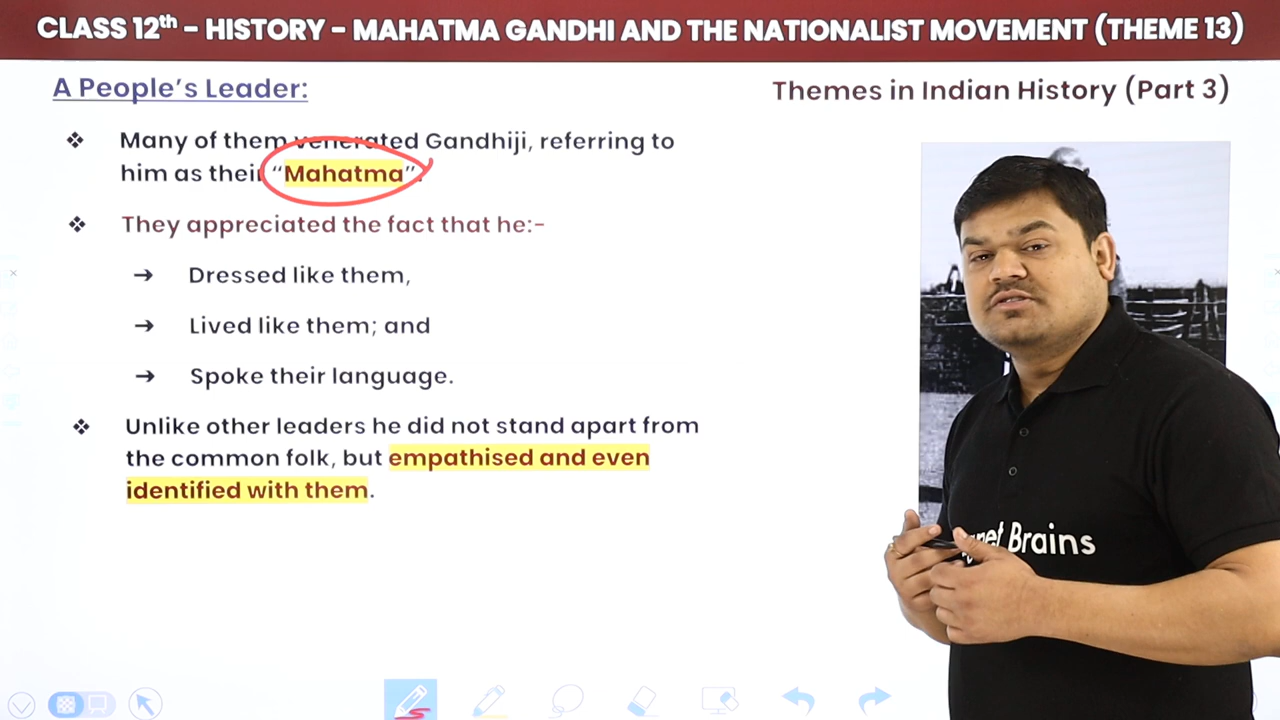 CLASS 12th - HISTORY - MAHATMA GANDHI AND THE NATIONALIST MOVEMENT (THEME 13)
A People's Leader:
Themes in Indian History (Part 3)
❖ Many of them venerated Gandhiji, referring to
him as their "Mahatma".
❖ They appreciated the fact that he:-
→ Dressed like them,
→ Lived like them; and
→ Spoke their language.
❖ Unlike other leaders he did not stand apart from
the common folk, but empathised and even
identified with them.
Brains